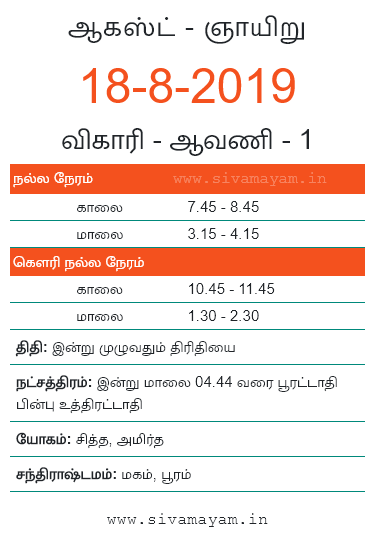 ஆகஸ்ட் - ஞாயிறு
18-8-2019
விகாரி - ஆவணி - 1
நல்ல நேரம் www.sivamayam.in
காலை 7.45 - 8.45
மாலை 3.15 - 4.15
கௌரி நல்ல நேரம்
காலை 10.45 - 11.45
மாலை 1.30 - 2.30
திதி: இன்று முழுவதும் திரிதியை
நட்சத்திரம்: இன்று மாலை 04.44 வரை பூரட்டாதி
பின்பு உத்திரட்டாதி
யோகம்: சித்த, அமிர்த
சந்திராஷ்டமம்: மகம், பூரம்
www.sivamayam.in